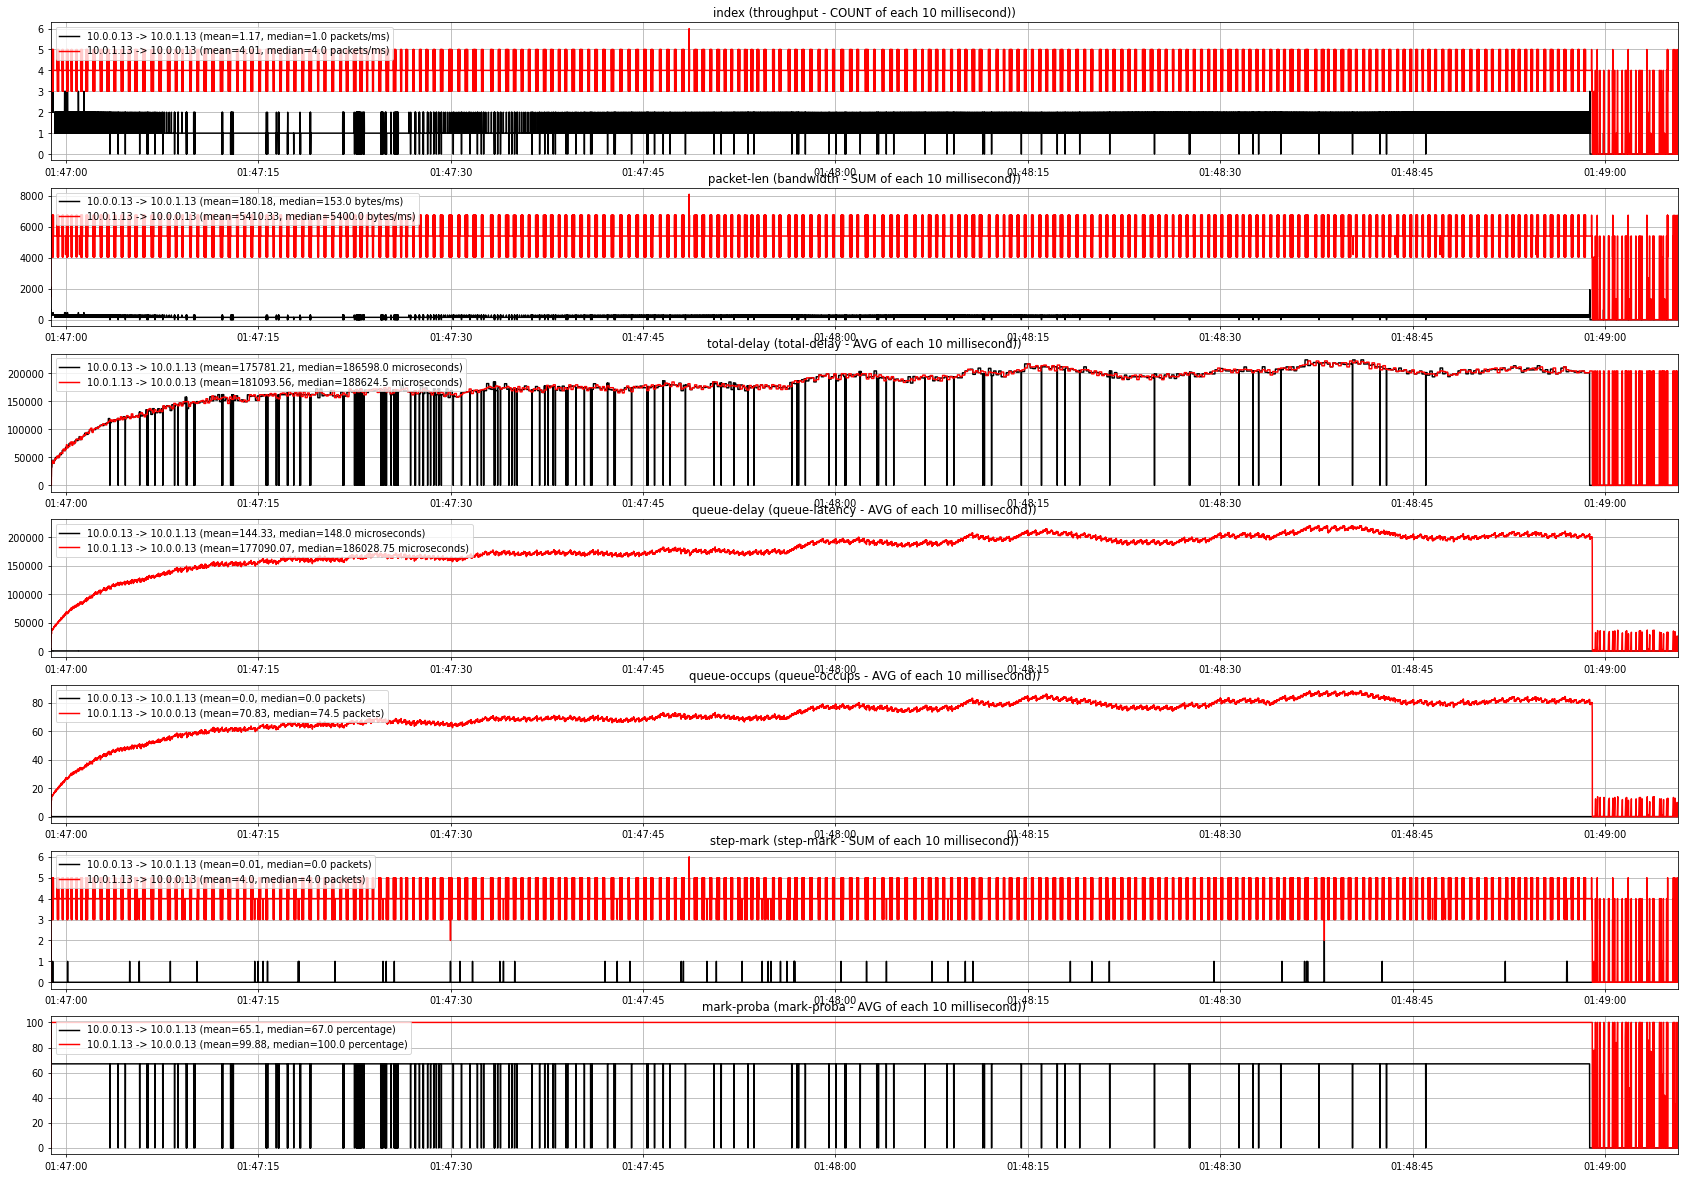 index (throughput - COUNT of each 10 millisecond))
10.0.0.13 -> 10.0.1.13 (mean=1.17, median=1.0 packets/ms)
10.0.1.13 -> 10.0.0.13 (mean=4.01, median=4.0 packets/ms)
6
5
4
3
2
1
0
01:47:00 01:47:15 01:47:30 01:47:45 01:48:00 01:48:15 01:48:30 01:48:45 01:49:00
packet-len (bandwidth - SUM of each 10 millisecond))
10.0.0.13 -> 10.0.1.13 (mean=180.18, median=153.0 bytes/ms)
10.0.1.13 -> 10.0.0.13 (mean=5410.33, median=5400.0 bytes/ms)
8000
6000
4000
2000
0
01:47:00 01:47:15 01:47:30 01:47:45 01:48:00 01:48:15 01:48:30 01:48:45 01:49:00
total-delay (total-delay - AVG of each 10 millisecond))
10.0.0.13 -> 10.0.1.13 (mean=175781.21, median=186598.0 microseconds)
10.0.1.13 -> 10.0.0.13 (mean=181093.56, median=188624.5 microseconds)
200000
150000
100000
50000
0
01:47:00 01:47:15 01:47:30 01:47:45 01:48:00 01:48:15 01:48:30 01:48:45 01:49:00
queue-delay (queue-latency - AVG of each 10 millisecond))
10.0.0.13 -> 10.0.1.13 (mean=144.33, median=148.0 microseconds)
10.0.1.13 -> 10.0.0.13 (mean=177090.07, median=186028.75 microseconds)
200000
150000
100000
50000
0
01:47:00 01:47:15 01:47:30 01:47:45 01:48:00 01:48:15 01:48:30 01:48:45 01:49:00
queue-occups (queue-occups - AVG of each 10 millisecond))
10.0.0.13 -> 10.0.1.13 (mean=0.0, median=0.0 packets)
10.0.1.13 -> 10.0.0.13 (mean=70.83, median=74.5 packets)
80
60
40
20
0
01:47:00 01:47:15 01:47:30 01:47:45 01:48:00 01:48:15 01:48:30 01:48:45 01:49:00
step-mark (step-mark - SUM of each 10 millisecond))
10.0.0.13 -> 10.0.1.13 (mean=0.01, median=0.0 packets)
10.0.1.13 -> 10.0.0.13 (mean=4.0, median=4.0 packets)
6
5
4
3
2
1
0
01:47:00 01:47:15 01:47:30 01:47:45 01:48:00 01:48:15 01:48:30 01:48:45 01:49:00
mark-proba (mark-proba - AVG of each 10 millisecond))
10.0.0.13 -> 10.0.1.13 (mean=65.1, median=67.0 percentage)
10.0.1.13 -> 10.0.0.13 (mean=99.88, median=100.0 percentage)
100
80
60
40
20
0
01:47:00 01:47:15 01:47:30 01:47:45 01:48:00 01:48:15 01:48:30 01:48:45 01:49:00